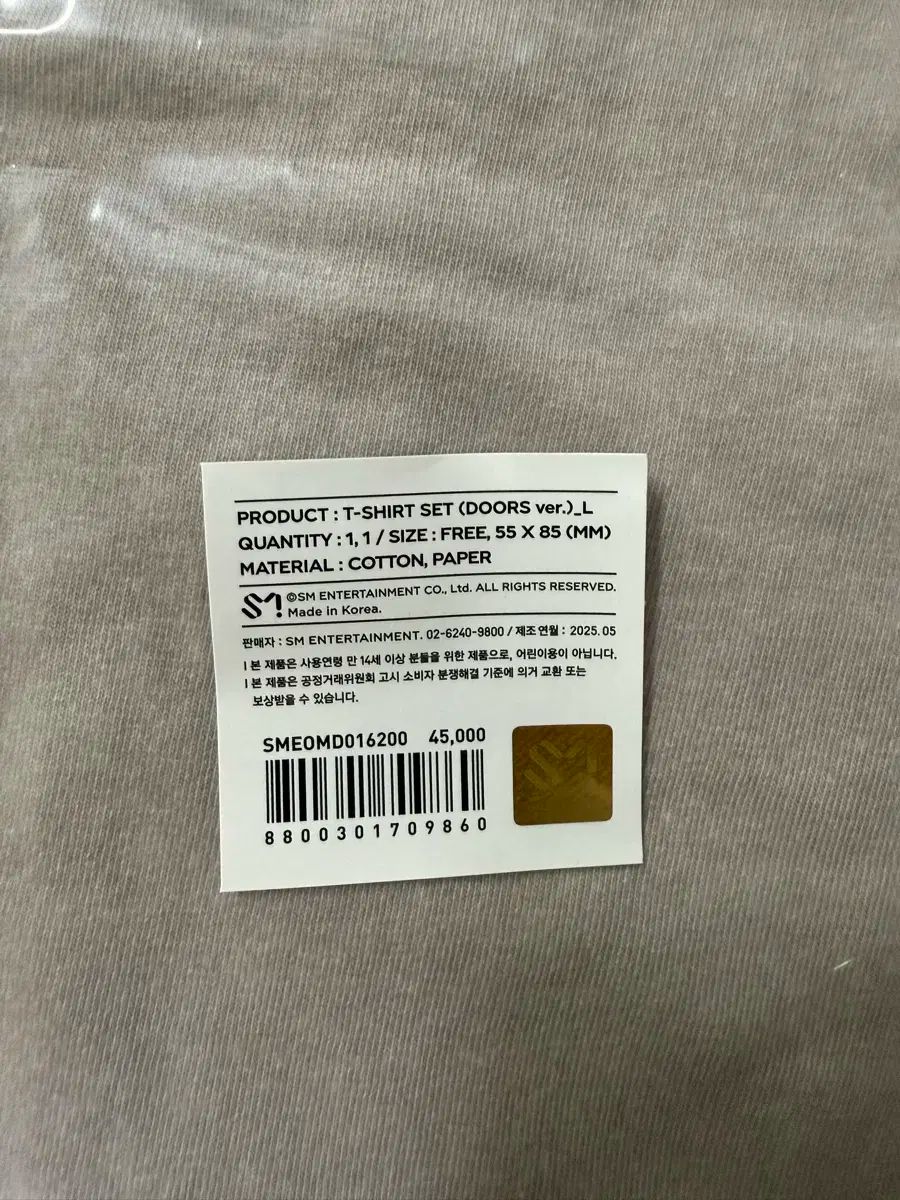 PRODUCT : T-SHIRT SET (DOORS ver.)_L
QUANTITY : 1, 1 / SIZE : FREE, 55 X 85 (MM)
MATERIAL : COTTON, PAPER
SM! ©SM ENTERTAINMENT CO., Ltd. ALL RIGHTS RESERVED.
Made in Korea.
판매자 : SM ENTERTAINMENT. 02-6240-9800 / 제조 연월 : 2025. 05
l 본 제품은 사용연령 만 14세 이상 분들을 위한 제품으로, 어린이용이 아닙니다.
l 본 제품은 공정거래위원회 고시 소비자 분쟁해결 기준에 의거 교환 또는
보상받을 수 있습니다.
SMEOMD016200 45,000
8800301709860
SM